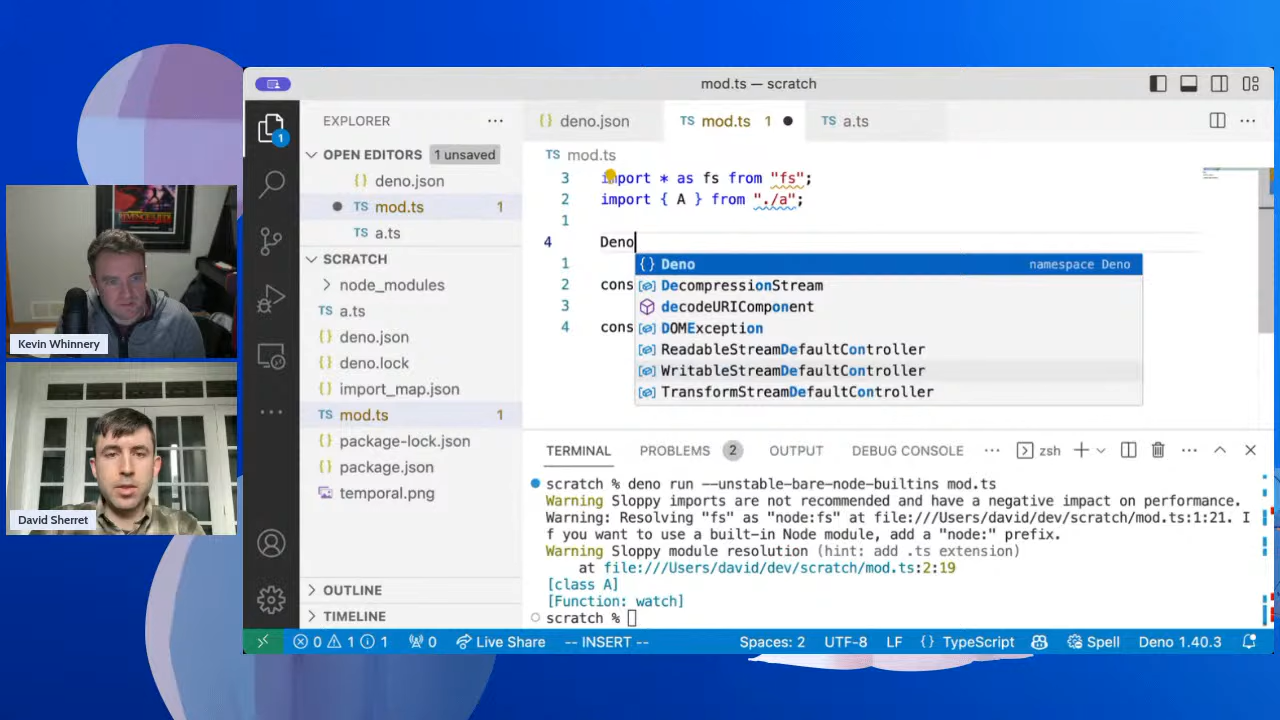 mod.ts — scratch
EXPLORER
OPEN EDITORS 1 unsaved
deno.json
mod.ts 1
a.ts
SCRATCH
node_modules
a.ts
deno.json
deno.lock
import_map.json
mod.ts 1
package-lock.json
package.json
temporal.png
OUTLINE
TIMELINE
1
deno.json
TS mod.ts 1
TS a.ts
TS mod.ts
3 import * as fs from "fs";
2 import { A } from "./a";
1
4 Deno
1
2 cons
3
4 cons
Deno namespace Deno
DecompressionStream
decodeURIComponent
DOMException
ReadableStreamDefaultController
WritableStreamDefaultController
TransformStreamDefaultController
TERMINAL PROBLEMS 2 OUTPUT DEBUG CONSOLE zsh
scratch % deno run --unstable-bare-node-builtins mod.ts
Warning Sloppy imports are not recommended and have a negative impact on performance.
Warning: Resolving "fs" as "node:fs" at file:///Users/david/dev/scratch/mod.ts:1:21. I
f you want to use a built-in Node module, add a "node:" prefix.
Warning Sloppy module resolution (hint: add .ts extension)
at file:///Users/david/dev/scratch/mod.ts:2:19
[class A]
[Function: watch]
scratch %
0 1 1 0 Live Share -- INSERT -- Spaces: 2 UTF-8 LF {} TypeScript Spell Deno 1.40.3
Kevin Whinnery
David Sherret